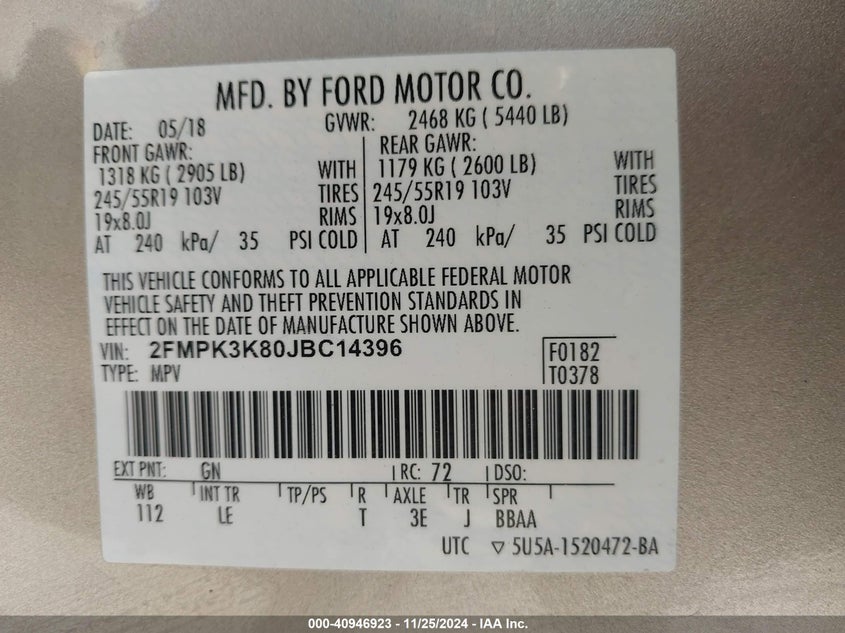 MFD. BY FORD MOTOR CO.
DATE: 05/18 GVWR: 2468 KG ( 5440 LB)
FRONT GAWR: REAR GAWR:
1318 KG ( 2905 LB) WITH 1179 KG ( 2600 LB) WITH
245/55R19 103V TIRES 245/55R19 103V TIRES
19x8.0J RIMS 19x8.0J RIMS
AT 240 kPa/ 35 PSI COLD AT 240 kPa/ 35 PSI COLD
THIS VEHICLE CONFORMS TO ALL APPLICABLE FEDERAL MOTOR
VEHICLE SAFETY AND THEFT PREVENTION STANDARDS IN
EFFECT ON THE DATE OF MANUFACTURE SHOWN ABOVE.
VIN: 2FMPK3K80JBC14396 F0182
TYPE: MPV T0378
EXT PNT: GN RC: 72 DSO:
WB INT TR TP/PS R AXLE TR SPR
112 LE T 3E J BBAA
UTC ▽ 5U5A-1520472-BA
000-40946923 - 11/25/2024 - IAA Inc.